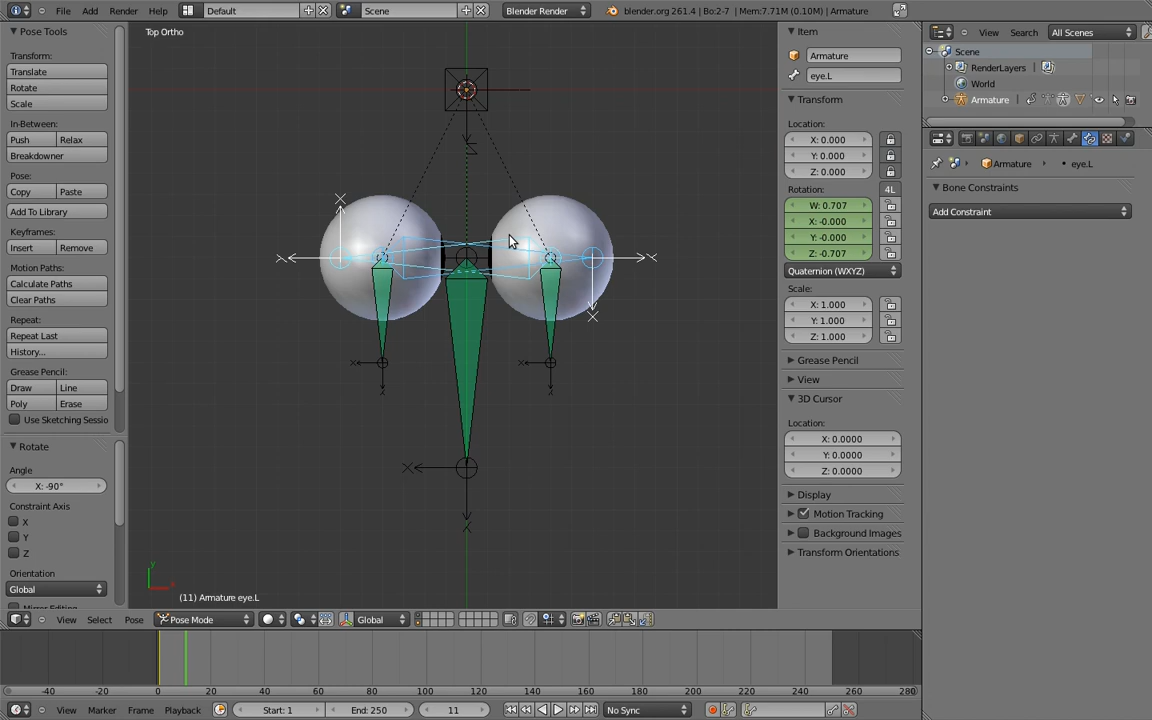 File Add Render Help Default Scene Blender Render blender.org 261.4 | Bo:2-7 | Mem:7.71M (0.10M) | Armature
Pose Tools
Transform:
Translate
Rotate
Scale
In-Between:
Push Relax
Breakdowner
Pose:
Copy Paste
Add To Library
Keyframes:
Insert Remove
Motion Paths:
Calculate Paths
Clear Paths
Repeat:
Repeat Last
History...
Grease Pencil:
Draw Line
Poly Erase
Use Sketching Sessio
Rotate
Angle
X: -90°
Constraint Axis
X
Y
Z
Orientation
Global
Top Ortho
(11) Armature eye.L
View Select Pose Pose Mode Global
Item
Armature
eye.L
Transform
Location:
X: 0.000
Y: 0.000
Z: 0.000
Rotation: 4L
W: 0.707
X: -0.000
Y: -0.000
Z: -0.707
Quaternion (WXYZ)
Scale:
X: 1.000
Y: 1.000
Z: 1.000
Grease Pencil
View
3D Cursor
Location:
X: 0.0000
Y: 0.0000
Z: 0.0000
Display
Motion Tracking
Background Images
Transform Orientations
View Search All Scenes
Scene
RenderLayers
World
Armature
Armature eye.L
Bone Constraints
Add Constraint
-40 -20 0 20 40 60 80 100 120 140 160 180 200 220 240 260 280
View Marker Frame Playback Start: 1 End: 250 11 No Sync